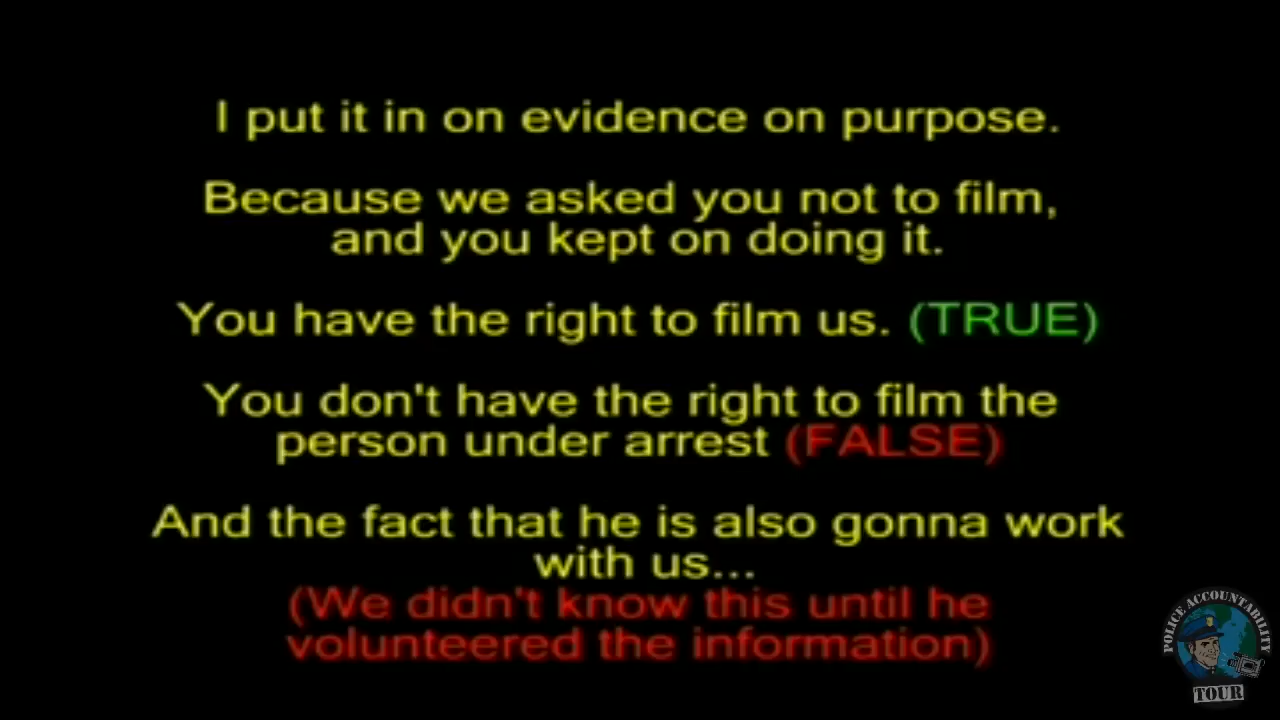 I put it in on evidence on purpose.
Because we asked you not to film,
and you kept on doing it.
You have the right to film us. (TRUE)
You don't have the right to film the
person under arrest (FALSE)
And the fact that he is also gonna work
with us...
(We didn't know this until he
volunteered the information)
POLICE ACCOUNTABILITY
TOUR